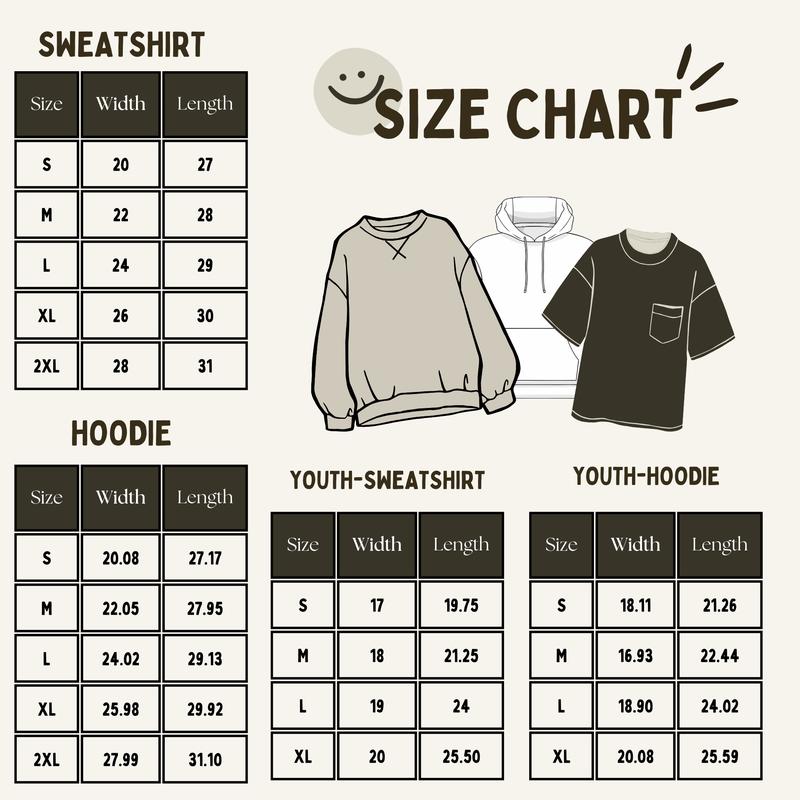 SWEATSHIRT
Size Width Length
S 20 27
M 22 28
L 24 29
XL 26 30
2XL 28 31
SIZE CHART
HOODIE
Size Width Length
S 20.08 27.17
M 22.05 27.95
L 24.02 29.13
XL 25.98 29.92
2XL 27.99 31.10
YOUTH-SWEATSHIRT
Size Width Length
S 17 19.75
M 18 21.25
L 19 24
XL 20 25.50
YOUTH-HOODIE
Size Width Length
S 18.11 21.26
M 16.93 22.44
L 18.90 24.02
XL 20.08 25.59